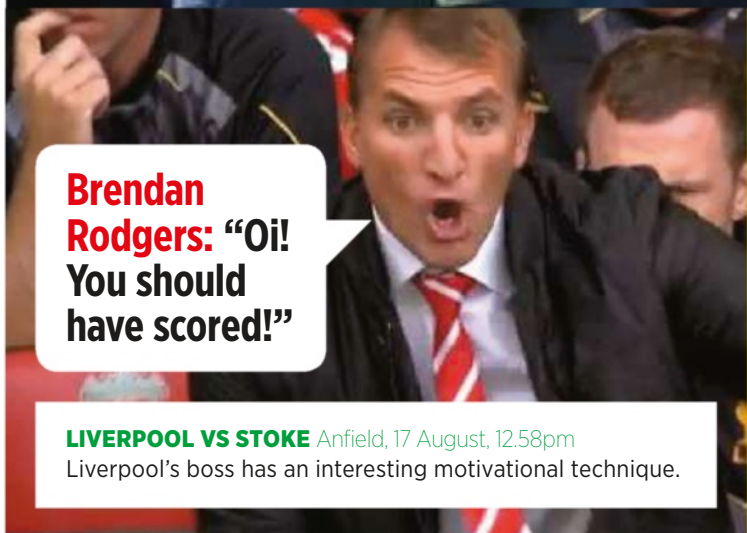 Brendan
Rodgers: “Oi!
You should
have scored!”
LIVERPOOL VS STOKE Anfield, 17 August, 12.58pm
Liverpool’s boss has an interesting motivational technique.